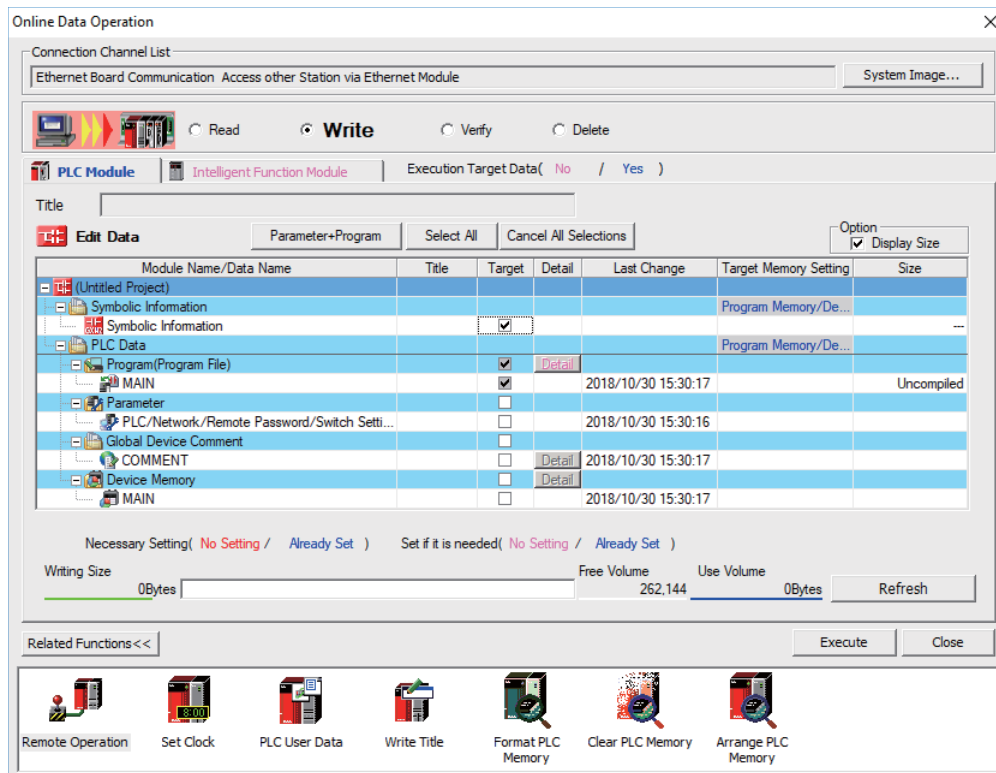 Online Data Operation
Connection Channel List
Ethernet Board Communication Access other Station via Ethernet Module
System Image...
Read Write Verify Delete
PLC Module Intelligent Function Module Execution Target Data( No / Yes )
Title
Edit Data Parameter+Program Select All Cancel All Selections
Option
Display Size
Module Name/Data Name Title Target Detail Last Change Target Memory Setting Size
(Untitled Project)
Symbolic Information Program Memory/De...
Symbolic Information ---
PLC Data Program Memory/De...
Program(Program File) Detail
MAIN 2018/10/30 15:30:17 Uncompiled
Parameter
PLC/Network/Remote Password/Switch Setti... 2018/10/30 15:30:16
Global Device Comment
COMMENT Detail 2018/10/30 15:30:17
Device Memory Detail
MAIN 2018/10/30 15:30:17
Necessary Setting( No Setting / Already Set ) Set if it is needed( No Setting / Already Set )
Writing Size Free Volume Use Volume
0Bytes 262,144 0Bytes Refresh
Related Functions<< Execute Close
8:00
Remote Operation Set Clock PLC User Data Write Title Format PLC Memory Clear PLC Memory Arrange PLC Memory